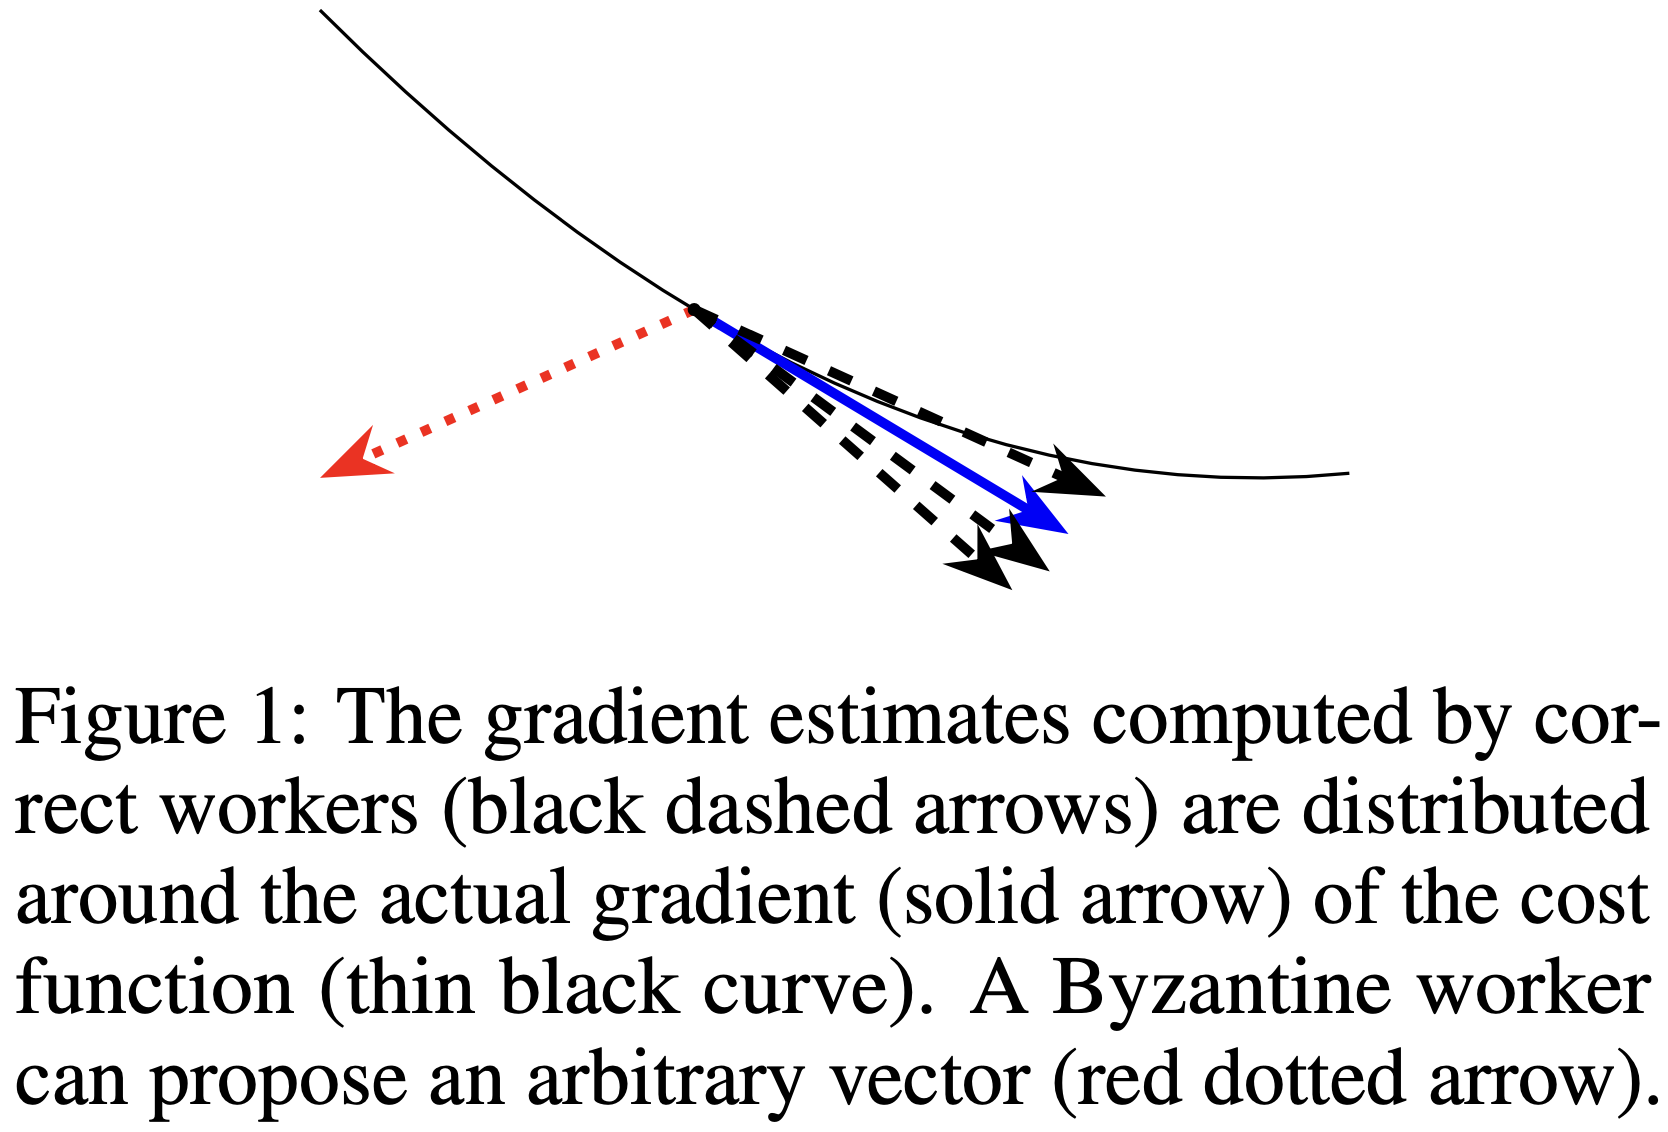 Figure 1: The gradient estimates computed by cor-
rect workers (black dashed arrows) are distributed
around the actual gradient (solid arrow) of the cost
function (thin black curve). A Byzantine worker
can propose an arbitrary vector (red dotted arrow).